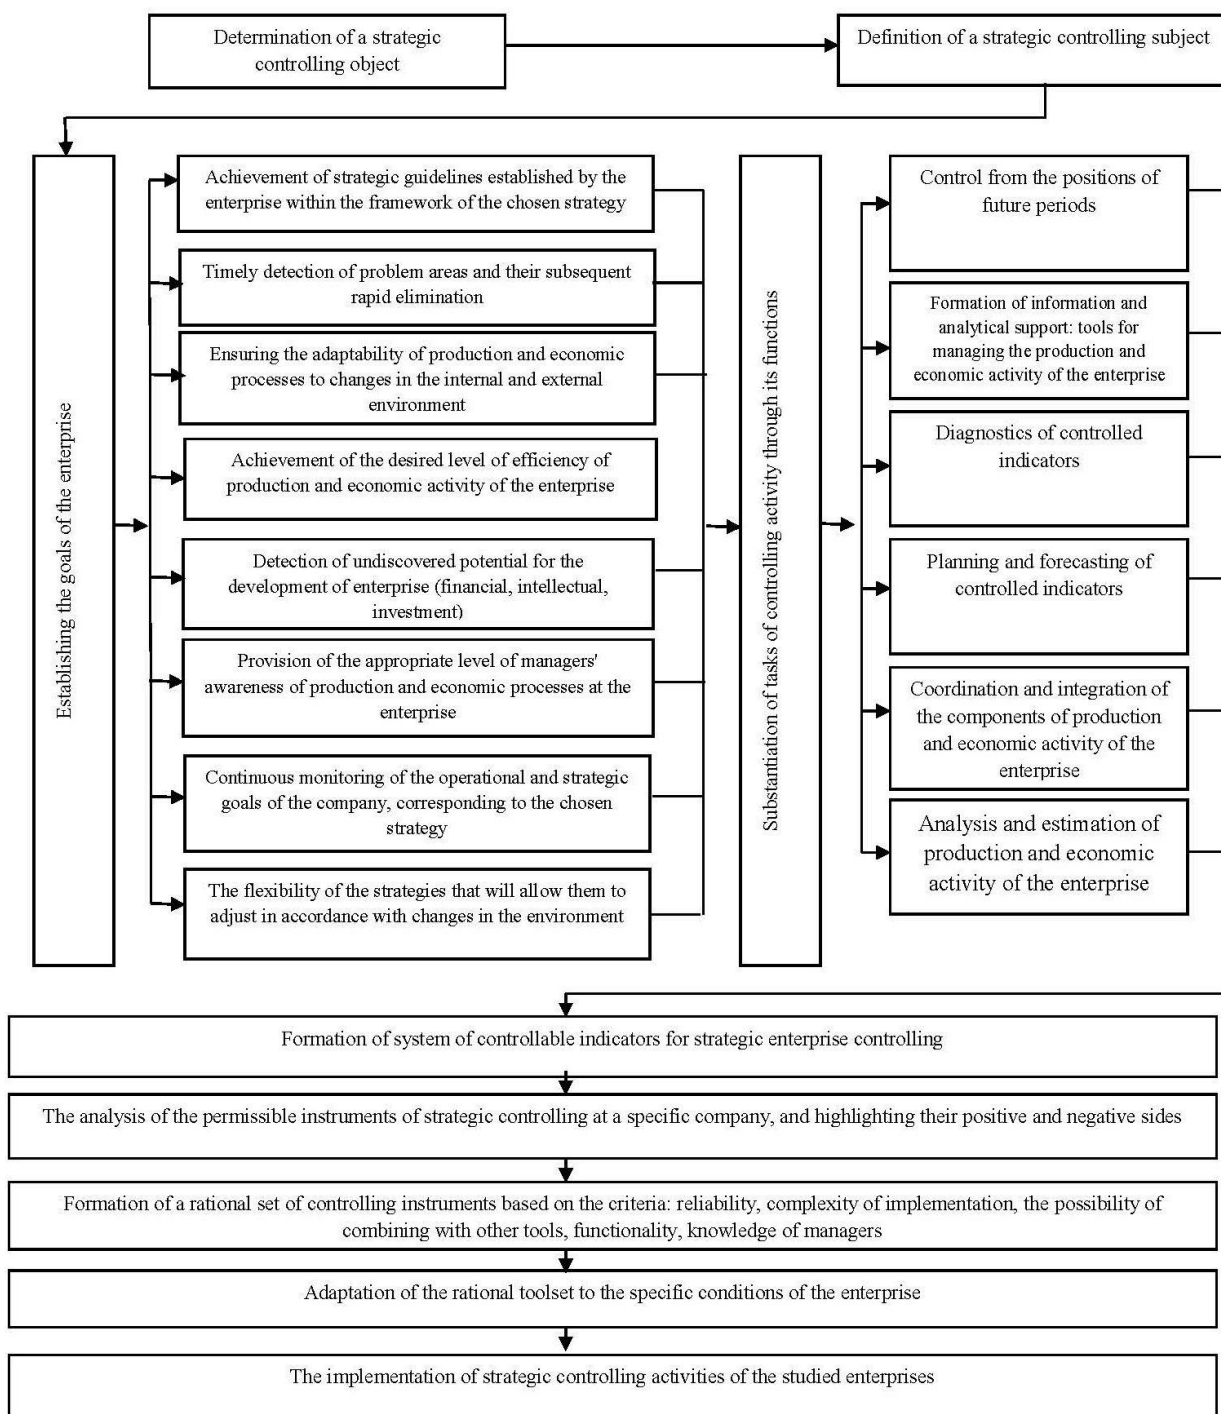 Determination of a strategic
controlling object
Definition of a strategic controlling subject
Establishing the goals of the enterprise
Achievement of strategic guidelines established by the
enterprise within the framework of the chosen strategy
Timely detection of problem areas and their subsequent
rapid elimination
Ensuring the adaptability of production and economic
processes to changes in the internal and external
environment
Achievement of the desired level of efficiency of
production and economic activity of the enterprise
Detection of undiscovered potential for the
development of enterprise (financial, intellectual,
investment)
Provision of the appropriate level of managers'
awareness of production and economic processes at the
enterprise
Continuous monitoring of the operational and strategic
goals of the company, corresponding to the chosen
strategy
The flexibility of the strategies that will allow them to
adjust in accordance with changes in the environment
Substantiation of tasks of controlling activity through its functions
Control from the positions of
future periods
Formation of information and
analytical support: tools for
managing the production and
economic activity of the enterprise
Diagnostics of controlled
indicators
Planning and forecasting of
controlled indicators
Coordination and integration of
the components of production
and economic activity of the
enterprise
Analysis and estimation of
production and economic
activity of the enterprise
Formation of system of controllable indicators for strategic enterprise controlling
The analysis of the permissible instruments of strategic controlling at a specific company, and highlighting their positive and negative sides
Formation of a rational set of controlling instruments based on the criteria: reliability, complexity of implementation, the possibility of
combining with other tools, functionality, knowledge of managers
Adaptation of the rational toolset to the specific conditions of the enterprise
The implementation of strategic controlling activities of the studied enterprises